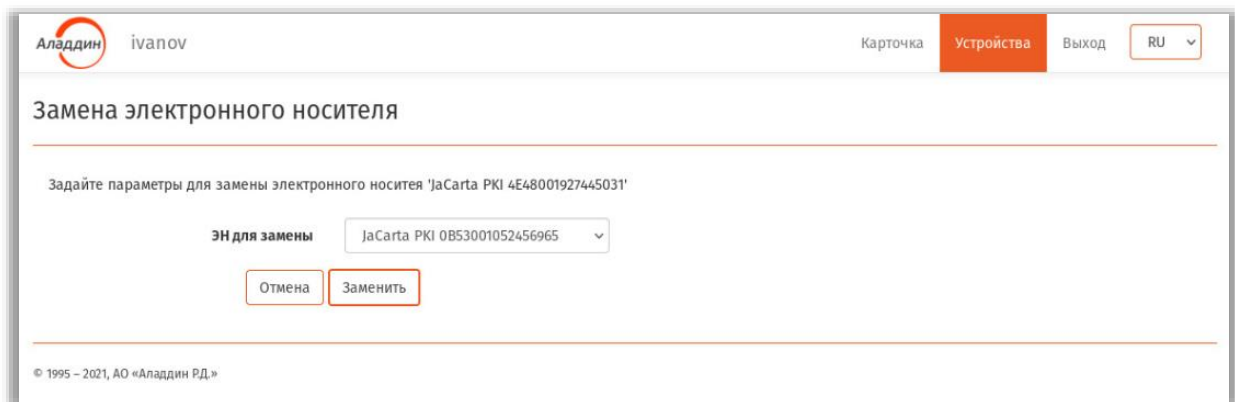 Аладдин ivanov Карточка Устройства Выход RU
Замена электронного носителя
Задайте параметры для замены электронного носитея 'JaCarta PKI 4E48001927445031'
ЭН для замены JaCarta PKI 0B53001052456965
Отмена Заменить
© 1995 – 2021, АО «Аладдин Р.Д.»